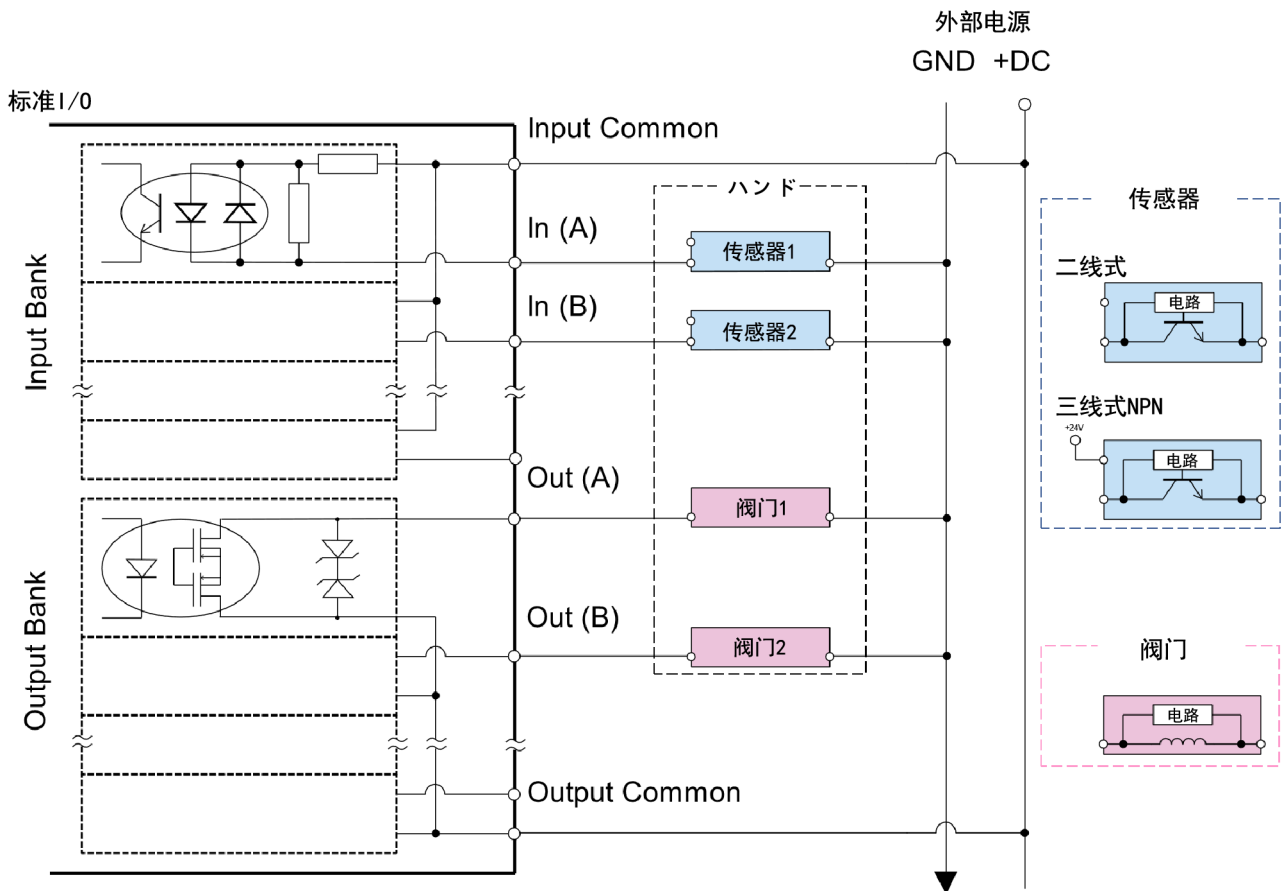 外部电源
GND +DC
标准I/O
Input Common
ハンド
传感器
In (A)
传感器1
二线式
电路
In (B)
传感器2
Input Bank
三线式NPN
+24V
电路
Out (A)
阀门1
Output Bank
Out (B)
阀门2
阀门
电路
Output Common